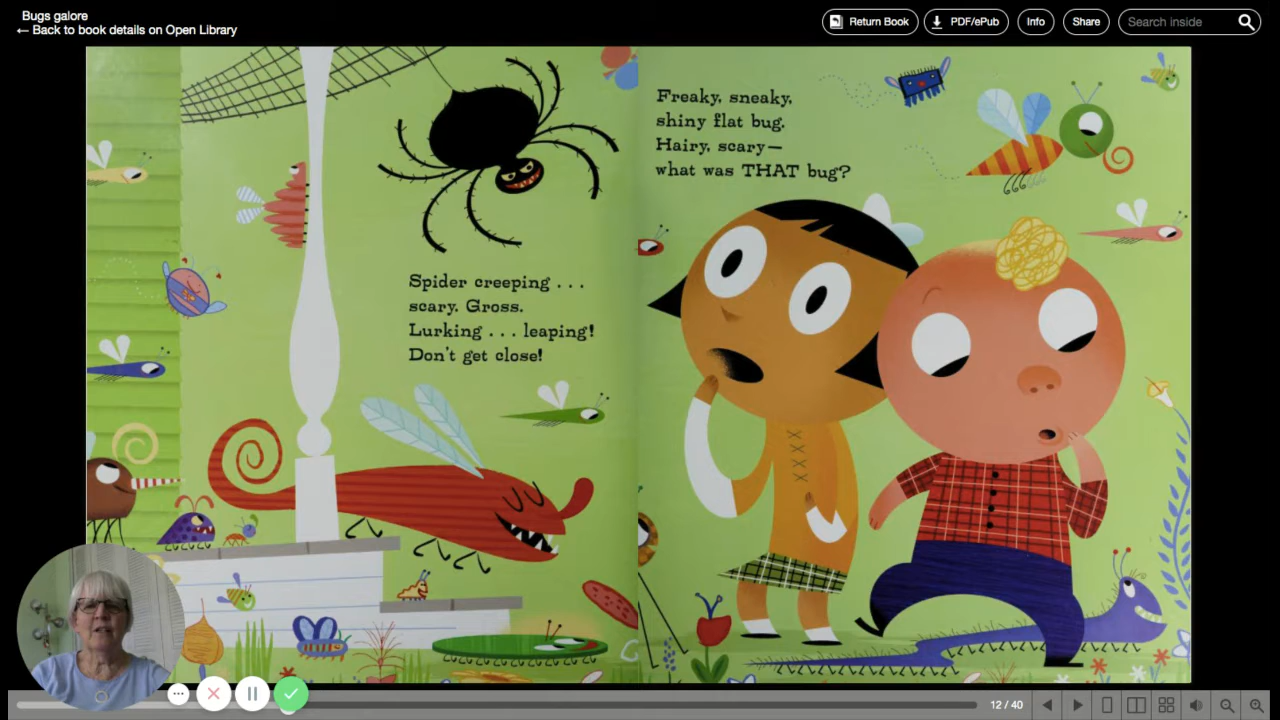 Bugs galore
← Back to book details on Open Library
Return Book
PDF/ePub
Info
Share
Search inside
Spider creeping . . .
scary. Gross.
Lurking . . . leaping!
Don't get close!
Freaky, sneaky,
shiny flat bug.
Hairy, scary—
what was THAT bug?
12 / 40